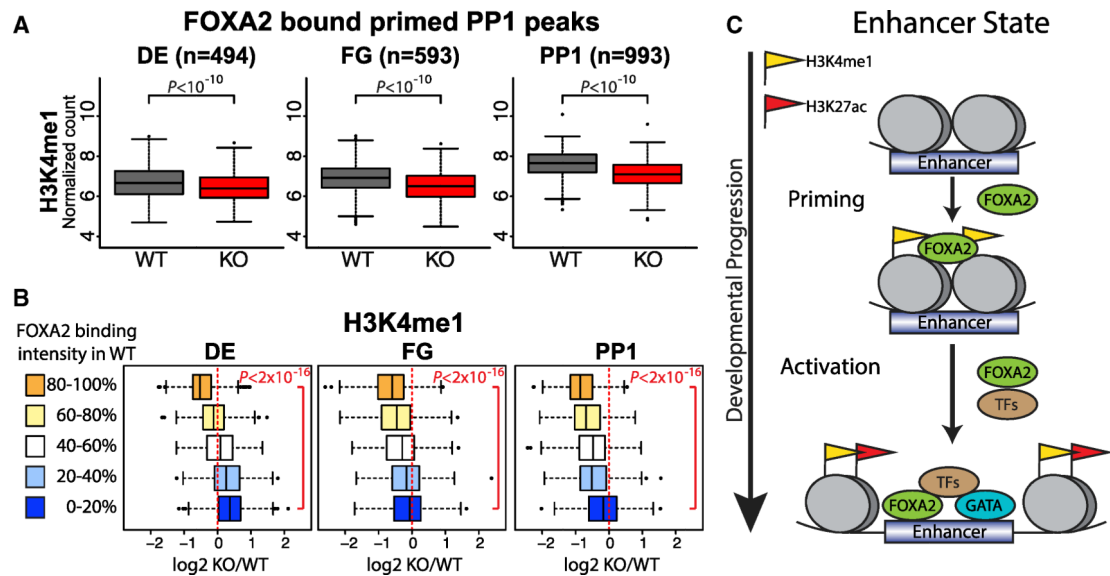 A
FOXA2 bound primed PP1 peaks
DE (n=494)
FG (n=593)
PP1 (n=993)
H3K4me1
Normalized count
10
8
6
4
P<10⁻¹⁰
WT
KO
10
8
6
4
P<10⁻¹⁰
WT
KO
10
8
6
4
P<10⁻¹⁰
WT
KO
B
H3K4me1
FOXA2 binding
intensity in WT
80-100%
60-80%
40-60%
20-40%
0-20%
DE
P<2x10⁻¹⁶
−2 −1 0 1 2
log2 KO/WT
FG
P<2x10⁻¹⁶
−2 −1 0 1 2
log2 KO/WT
PP1
P<2x10⁻¹⁶
−2 −1 0 1 2
log2 KO/WT
C
Enhancer State
Developmental Progression
H3K4me1
H3K27ac
Enhancer
Priming
FOXA2
FOXA2
Enhancer
Activation
FOXA2
TFs
TFs
FOXA2
GATA
Enhancer